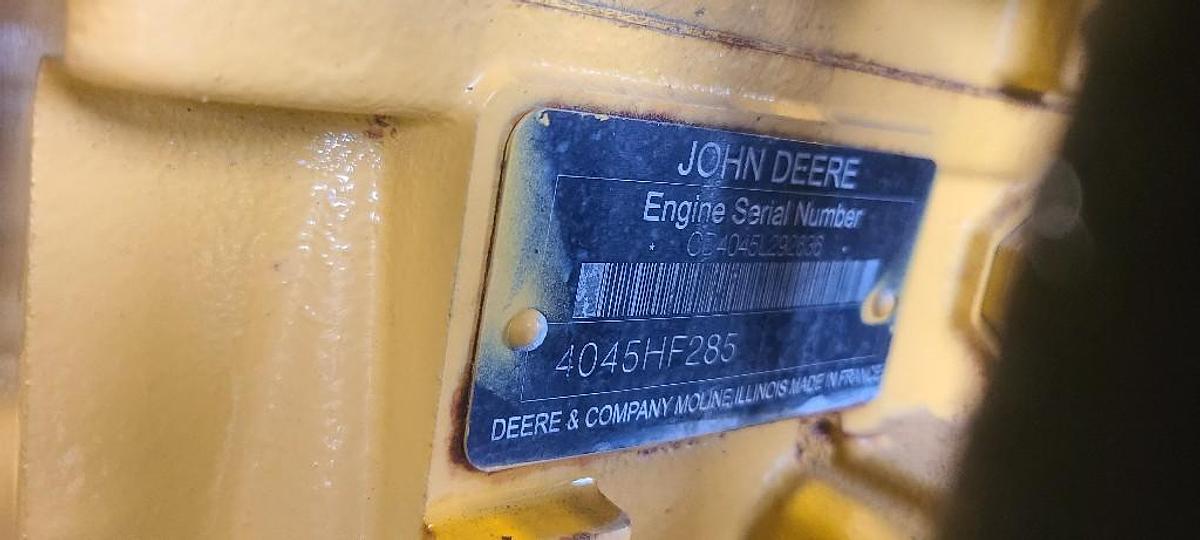 JOHN DEERE
Engine Serial Number
4045HF285
DEERE & COMPANY MOLINE, ILLINOIS MADE IN FRANCE